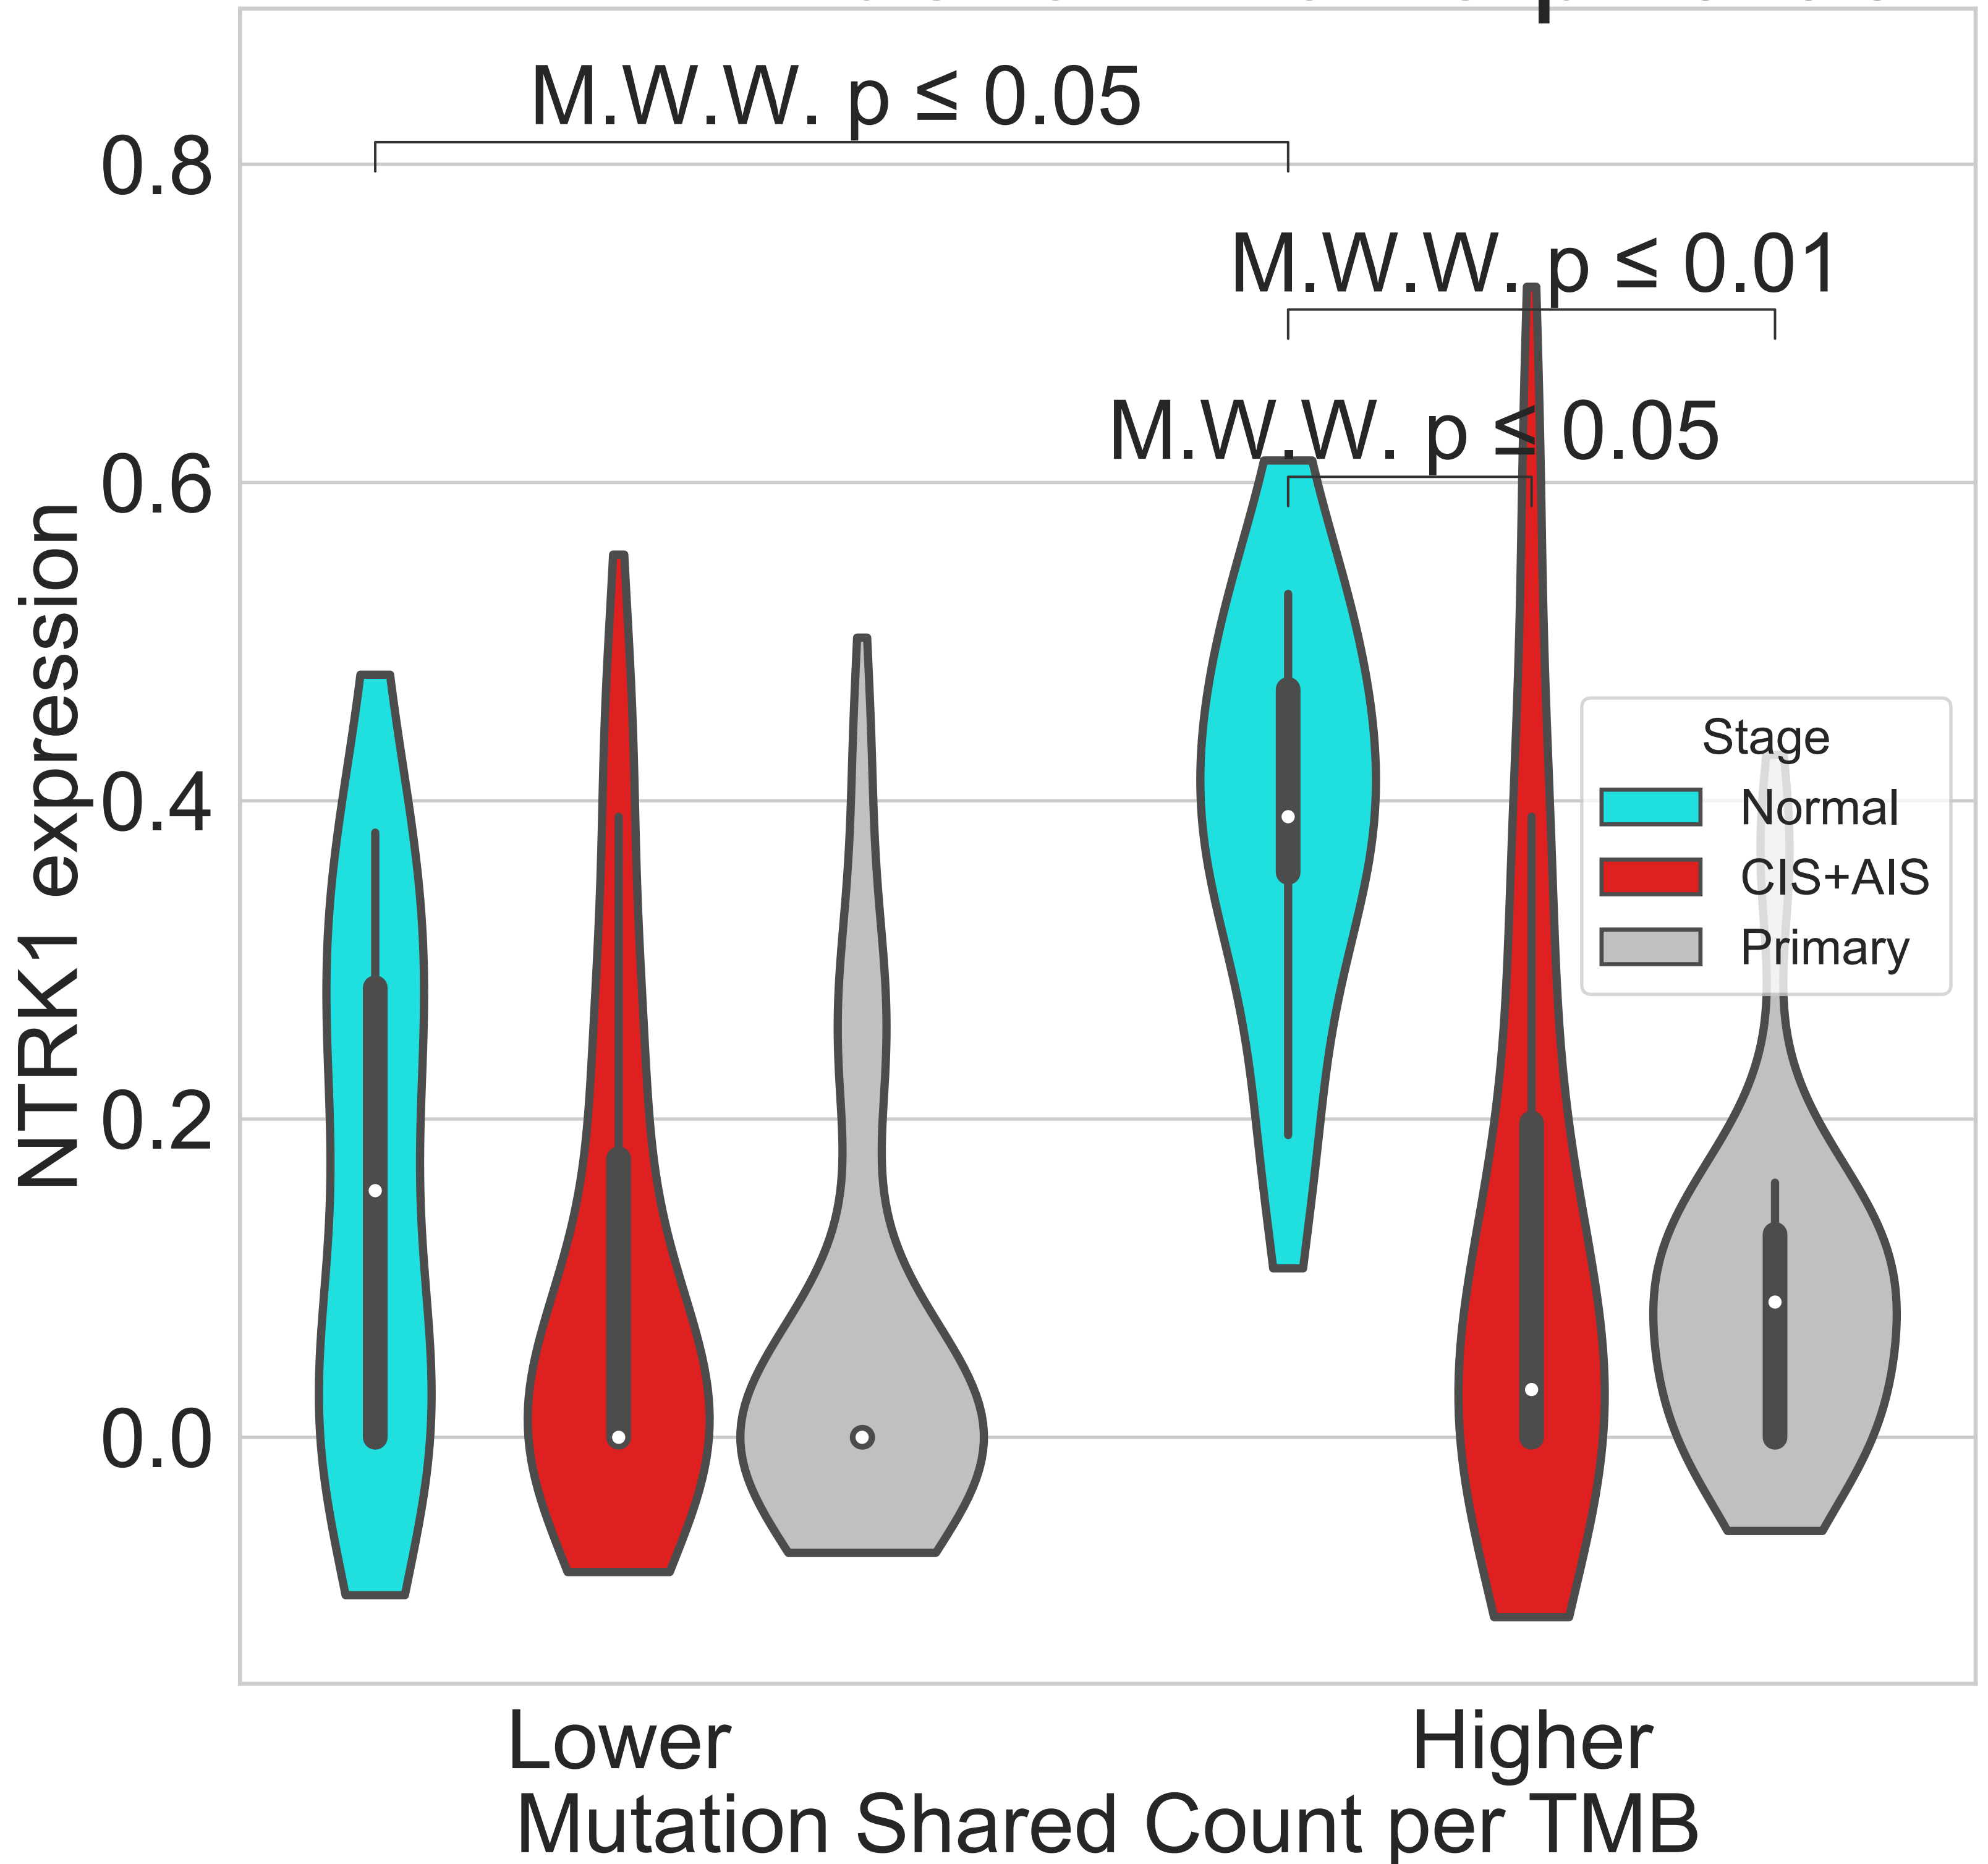 M.W.W. p ≤ 0.05
0.8
M.W.W. p ≤ 0.01
M.W.W. p ≤ 0.05
0.6
0.4
0.2
0.0
NTRK1 expression
Stage
Normal
CIS+AIS
Primary
Lower
Higher
Mutation Shared Count per TMB